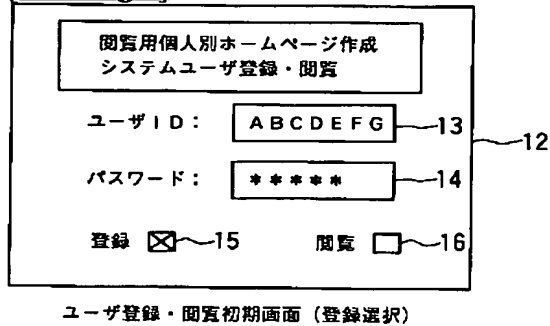 閲覧用個人別ホームページ作成
システムユーザ登録・閲覧
ユーザID： ABCDEFG 13
12
パスワード： ***** 14
登録 15 閲覧 16
ユーザ登録・閲覧初期画面（登録選択）